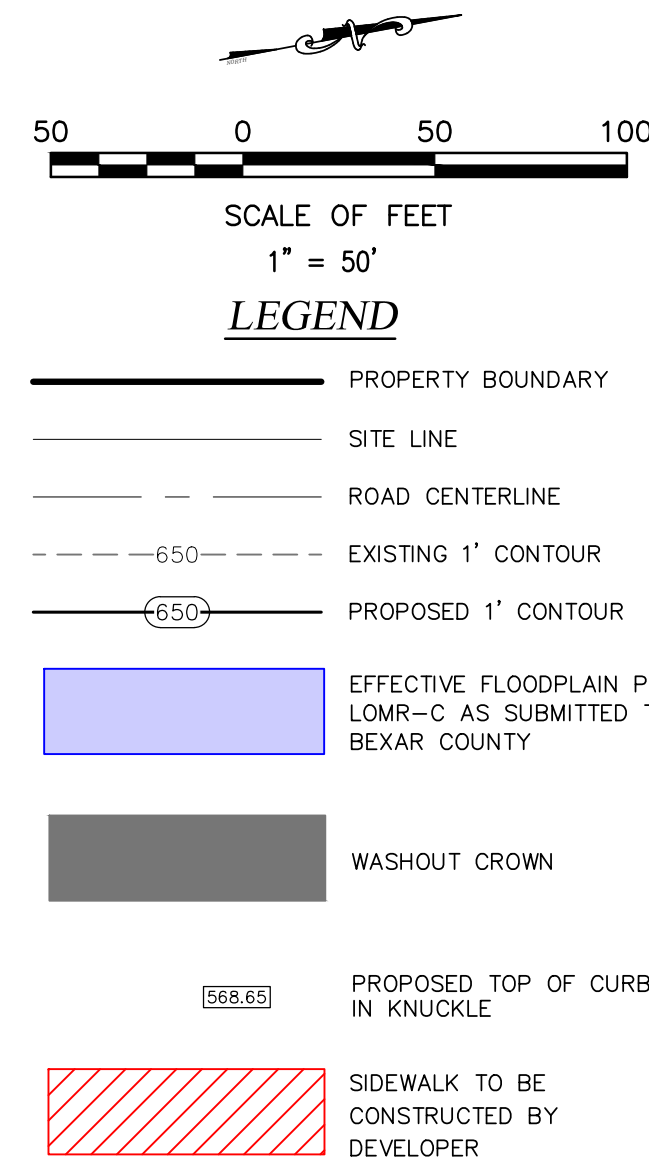 NORTH
50 0 50 100
SCALE OF FEET
1" = 50'
LEGEND
PROPERTY BOUNDARY
SITE LINE
ROAD CENTERLINE
650 EXISTING 1' CONTOUR
650 PROPOSED 1' CONTOUR
EFFECTIVE FLOODPLAIN P
LOMR-C AS SUBMITTED T
BEXAR COUNTY
WASHOUT CROWN
568.65 PROPOSED TOP OF CURB
IN KNUCKLE
SIDEWALK TO BE
CONSTRUCTED BY
DEVELOPER